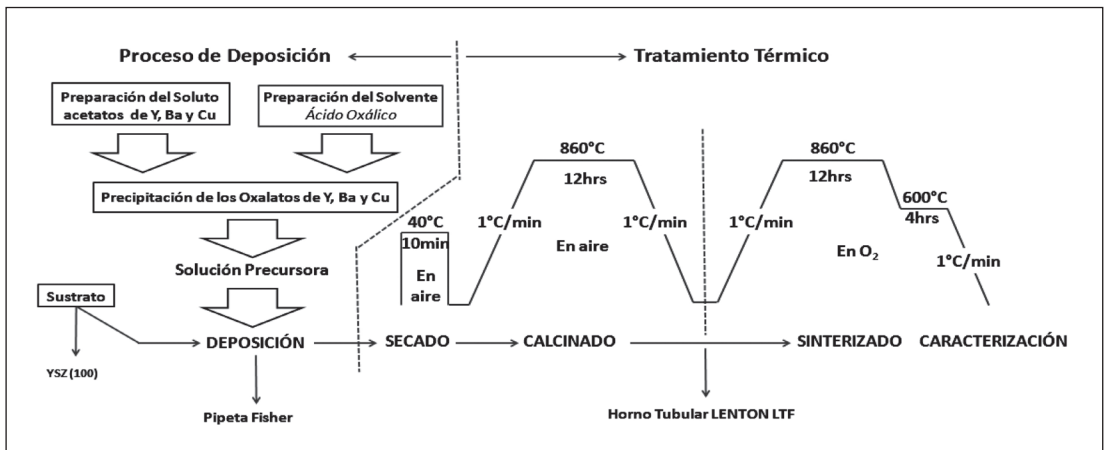 Proceso de Deposición
Tratamiento Térmico
Preparación del Soluto
acetatos de Y, Ba y Cu
Preparación del Solvente
Ácido Oxálico
Precipitación de los Oxalatos de Y, Ba y Cu
Solución Precursora
Sustrato
YSZ (100)
DEPOSICIÓN
Pipeta Fisher
40°C
10min
En
aire
SECADO
1°C/min
860°C
12hrs
En aire
1°C/min
CALCINADO
Horno Tubular LENTON LTF
1°C/min
860°C
12hrs
En O₂
600°C
4hrs
1°C/min
SINTERIZADO
CARACTERIZACIÓN